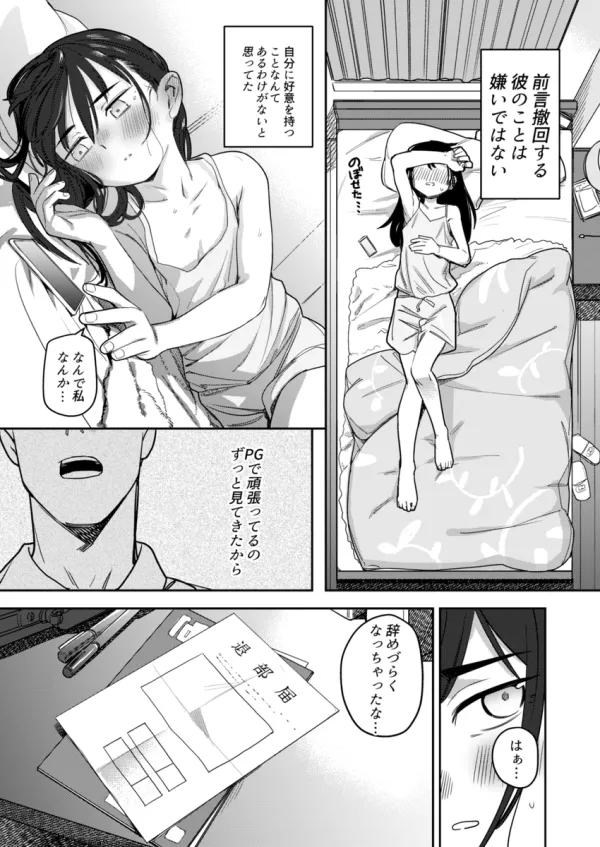 前言撤回する
彼のことは
嫌いではない
のぼせた…
自分に好意を持つ
ことなんて
あるわけがないと
思ってた
なんで私
なんか…
PGで頑張ってるの
ずっと見てきたから
はぁ…
辞めづらく
なっちゃったな…
退部届